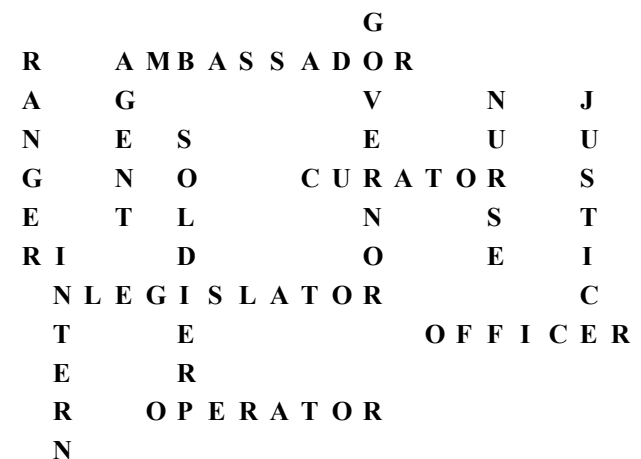 G
R A M B A S S A D O R
A G V N J
N E S E U U
G N O C U R A T O R S
E T L N S T
R I D O E I
N L E G I S L A T O R C
T E O F F I C E R
E R
R O P E R A T O R
N